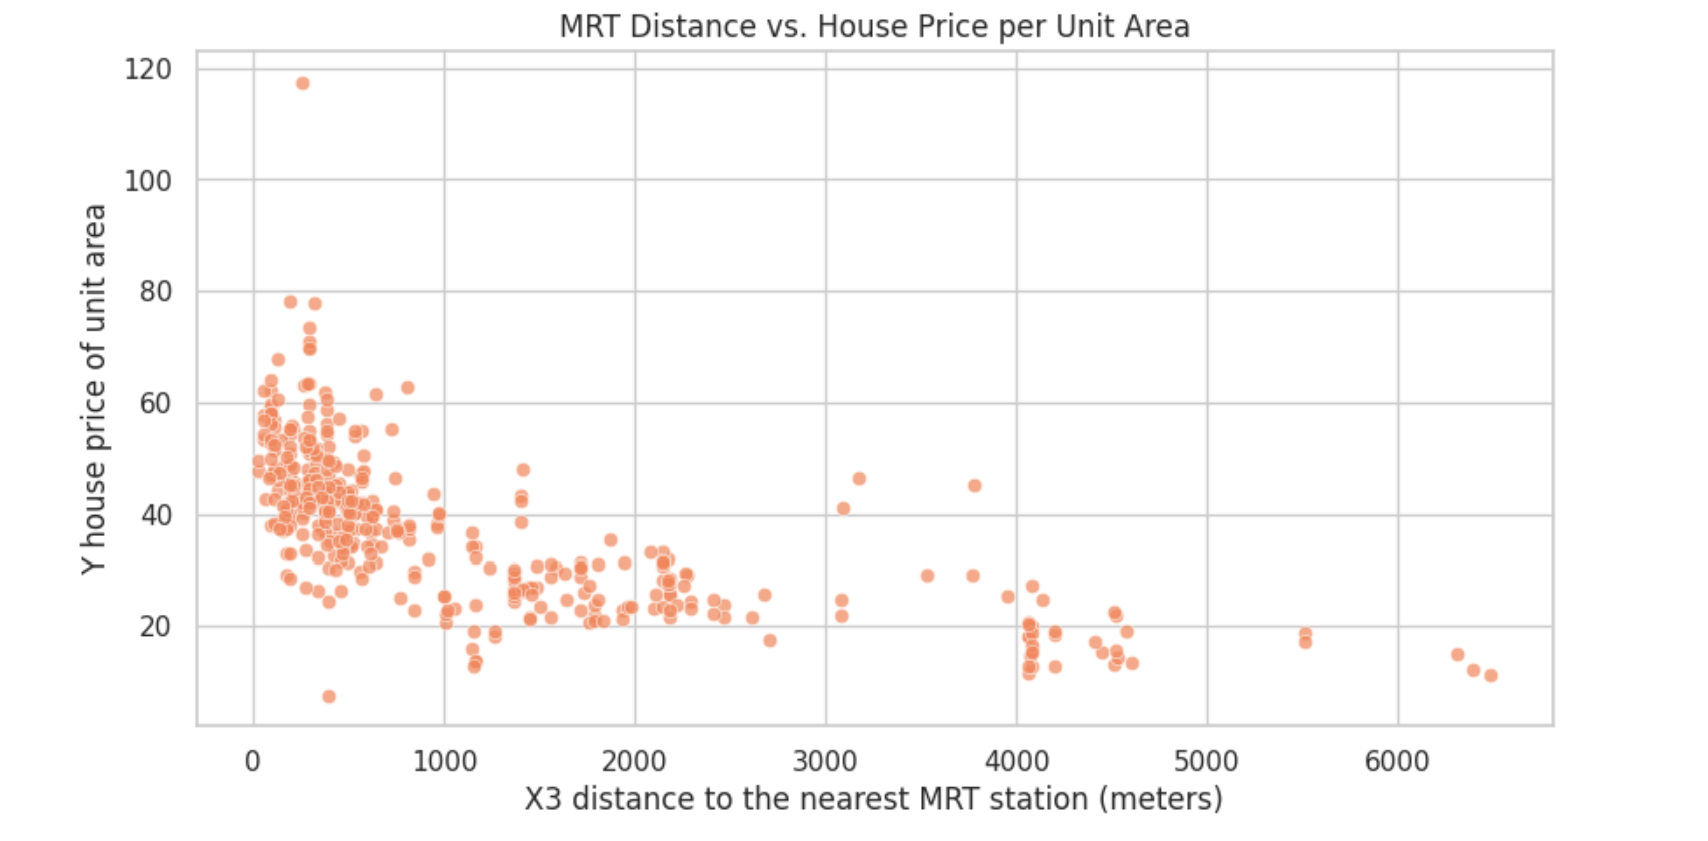 MRT Distance vs. House Price per Unit Area
120
100
80
60
40
20
Y house price of unit area
0 1000 2000 3000 4000 5000 6000
X3 distance to the nearest MRT station (meters)